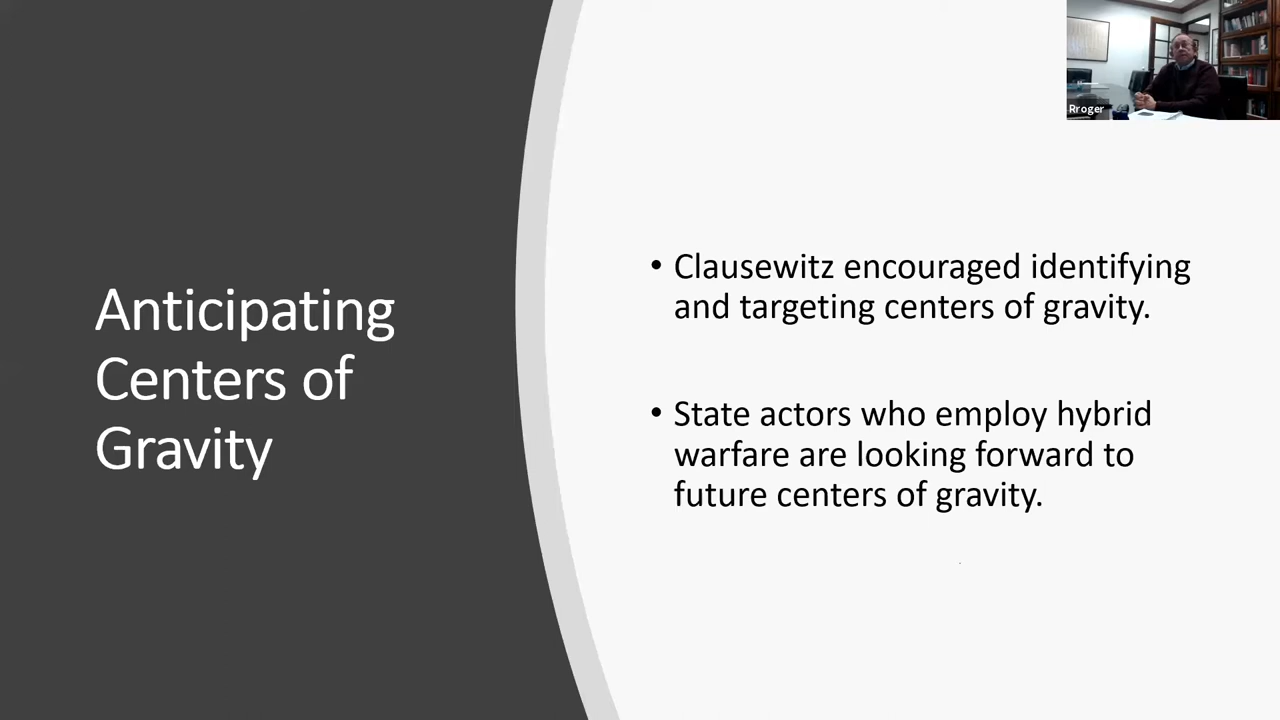 Rroger
Anticipating
Centers of
Gravity
• Clausewitz encouraged identifying
and targeting centers of gravity.
• State actors who employ hybrid
warfare are looking forward to
future centers of gravity.